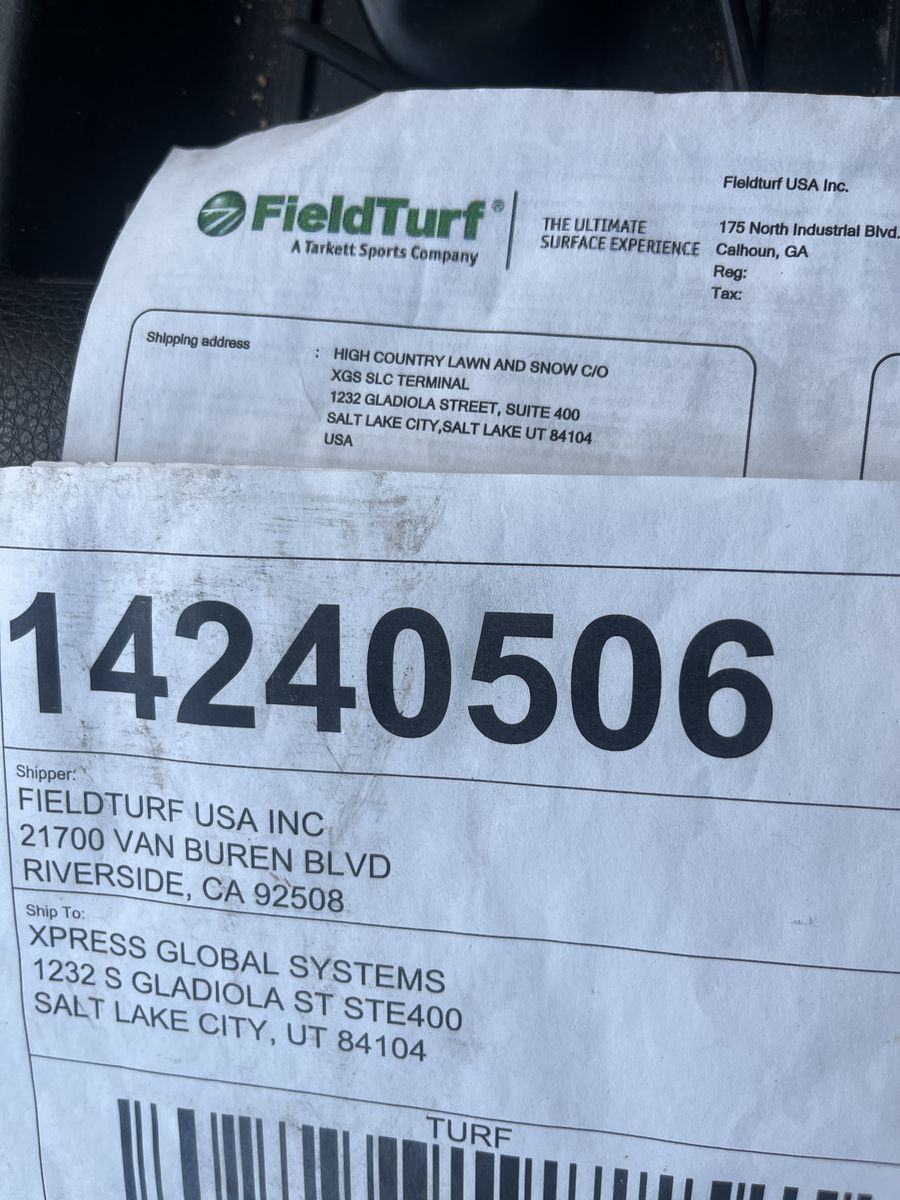 FieldTurf®
A Tarkett Sports Company
THE ULTIMATE
SURFACE EXPERIENCE
Fieldturf USA Inc.
175 North Industrial Blvd.
Calhoun, GA
Reg:
Tax:
Shipping address
: HIGH COUNTRY LAWN AND SNOW C/O
XGS SLC TERMINAL
1232 GLADIOLA STREET, SUITE 400
SALT LAKE CITY,SALT LAKE UT 84104
USA
14240506
Shipper:
FIELDTURF USA INC
21700 VAN BUREN BLVD
RIVERSIDE, CA 92508
Ship To:
XPRESS GLOBAL SYSTEMS
1232 S GLADIOLA ST STE400
SALT LAKE CITY, UT 84104
TURF